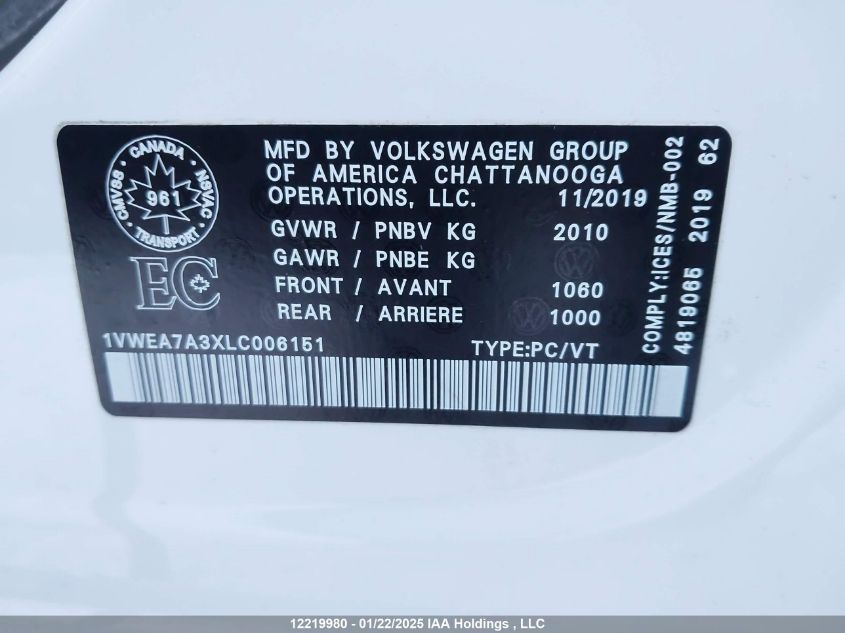 CANADA
CMVSS
NSVAC
961
TRANSPORT
EC
MFD BY VOLKSWAGEN GROUP
OF AMERICA CHATTANOOGA
OPERATIONS, LLC. 11/2019
GVWR / PNBV KG 2010
GAWR / PNBE KG
FRONT / AVANT 1060
REAR / ARRIERE 1000
1VWEA7A3XLC006151 TYPE:PC/VT
COMPLY:ICES/NMB-002
4819065 2019 62
12219980 - 01/22/2025 IAA Holdings , LLC